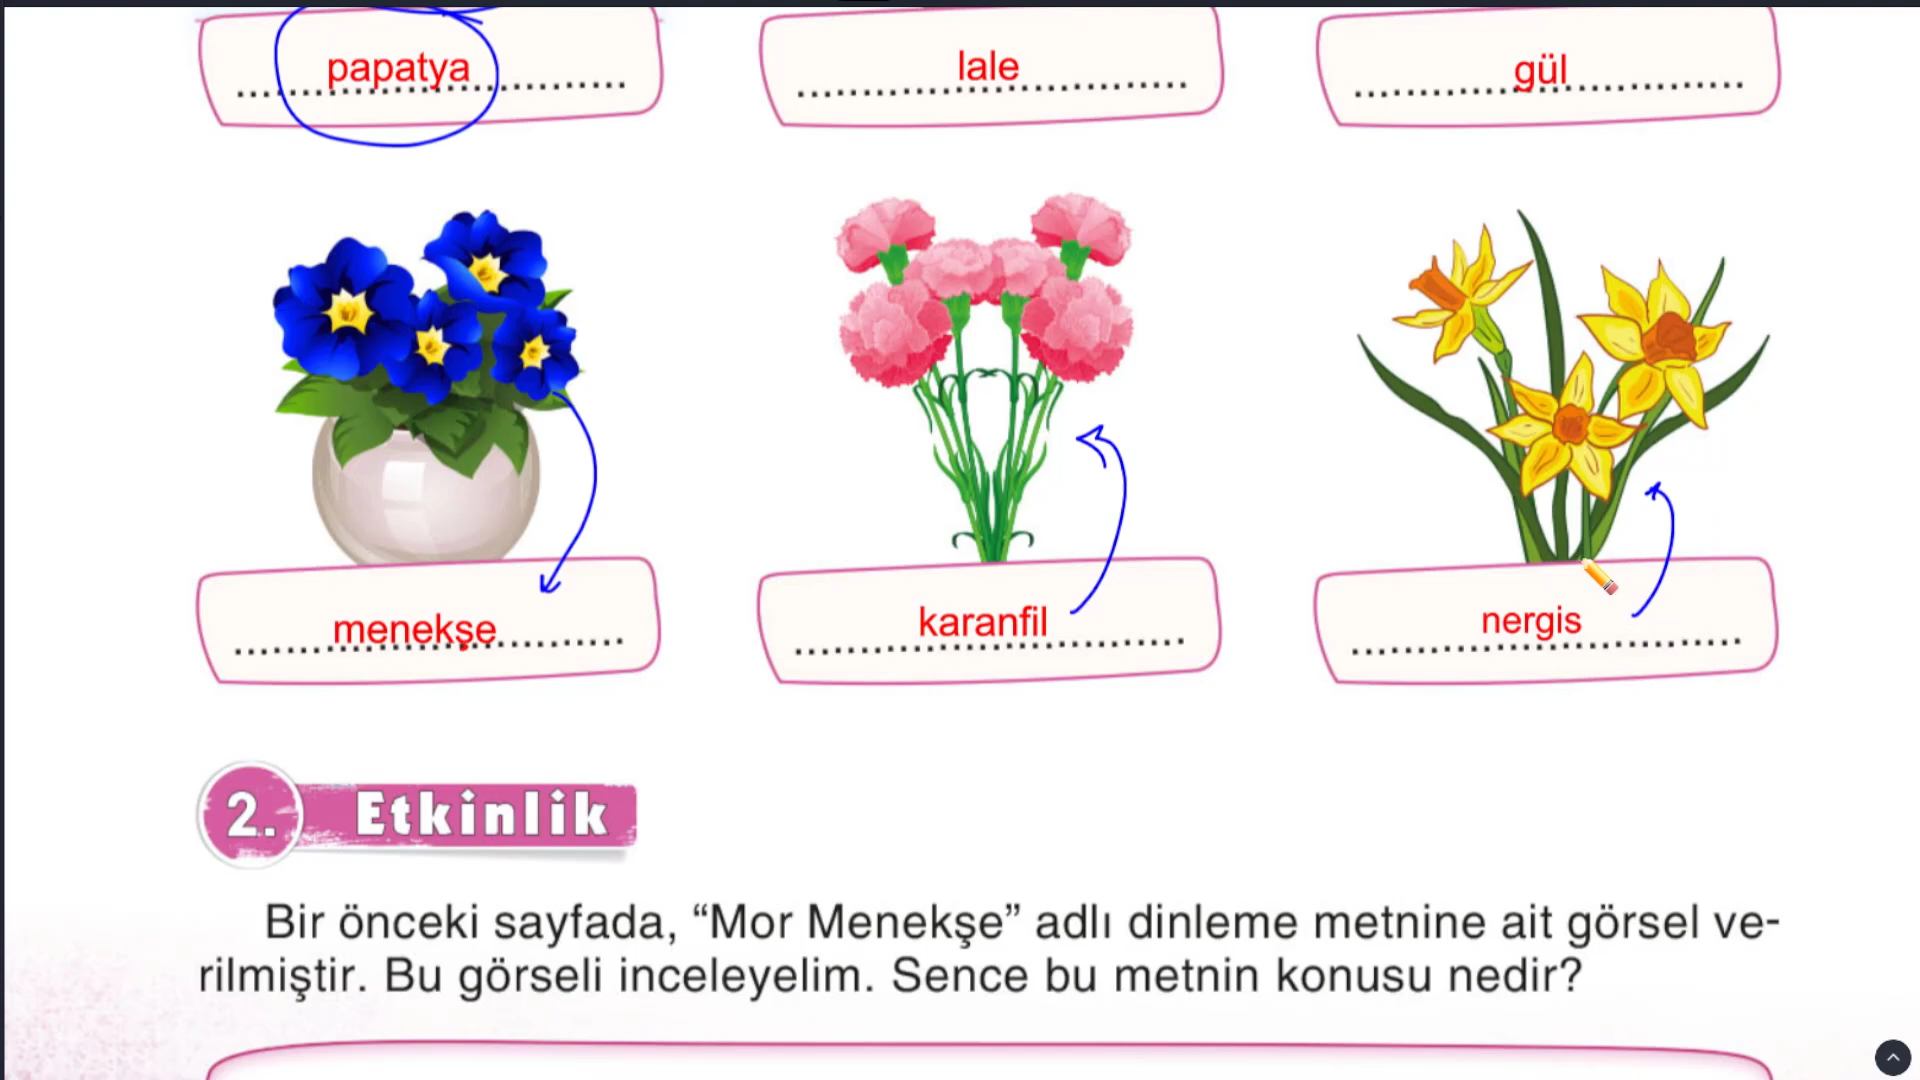 papatya
lale
gül
menekşe
karanfil
nergis
2. Etkinlik
Bir önceki sayfada, “Mor Menekşe” adlı dinleme metnine ait görsel ve-
rilmiştir. Bu görseli inceleyelim. Sence bu metnin konusu nedir?